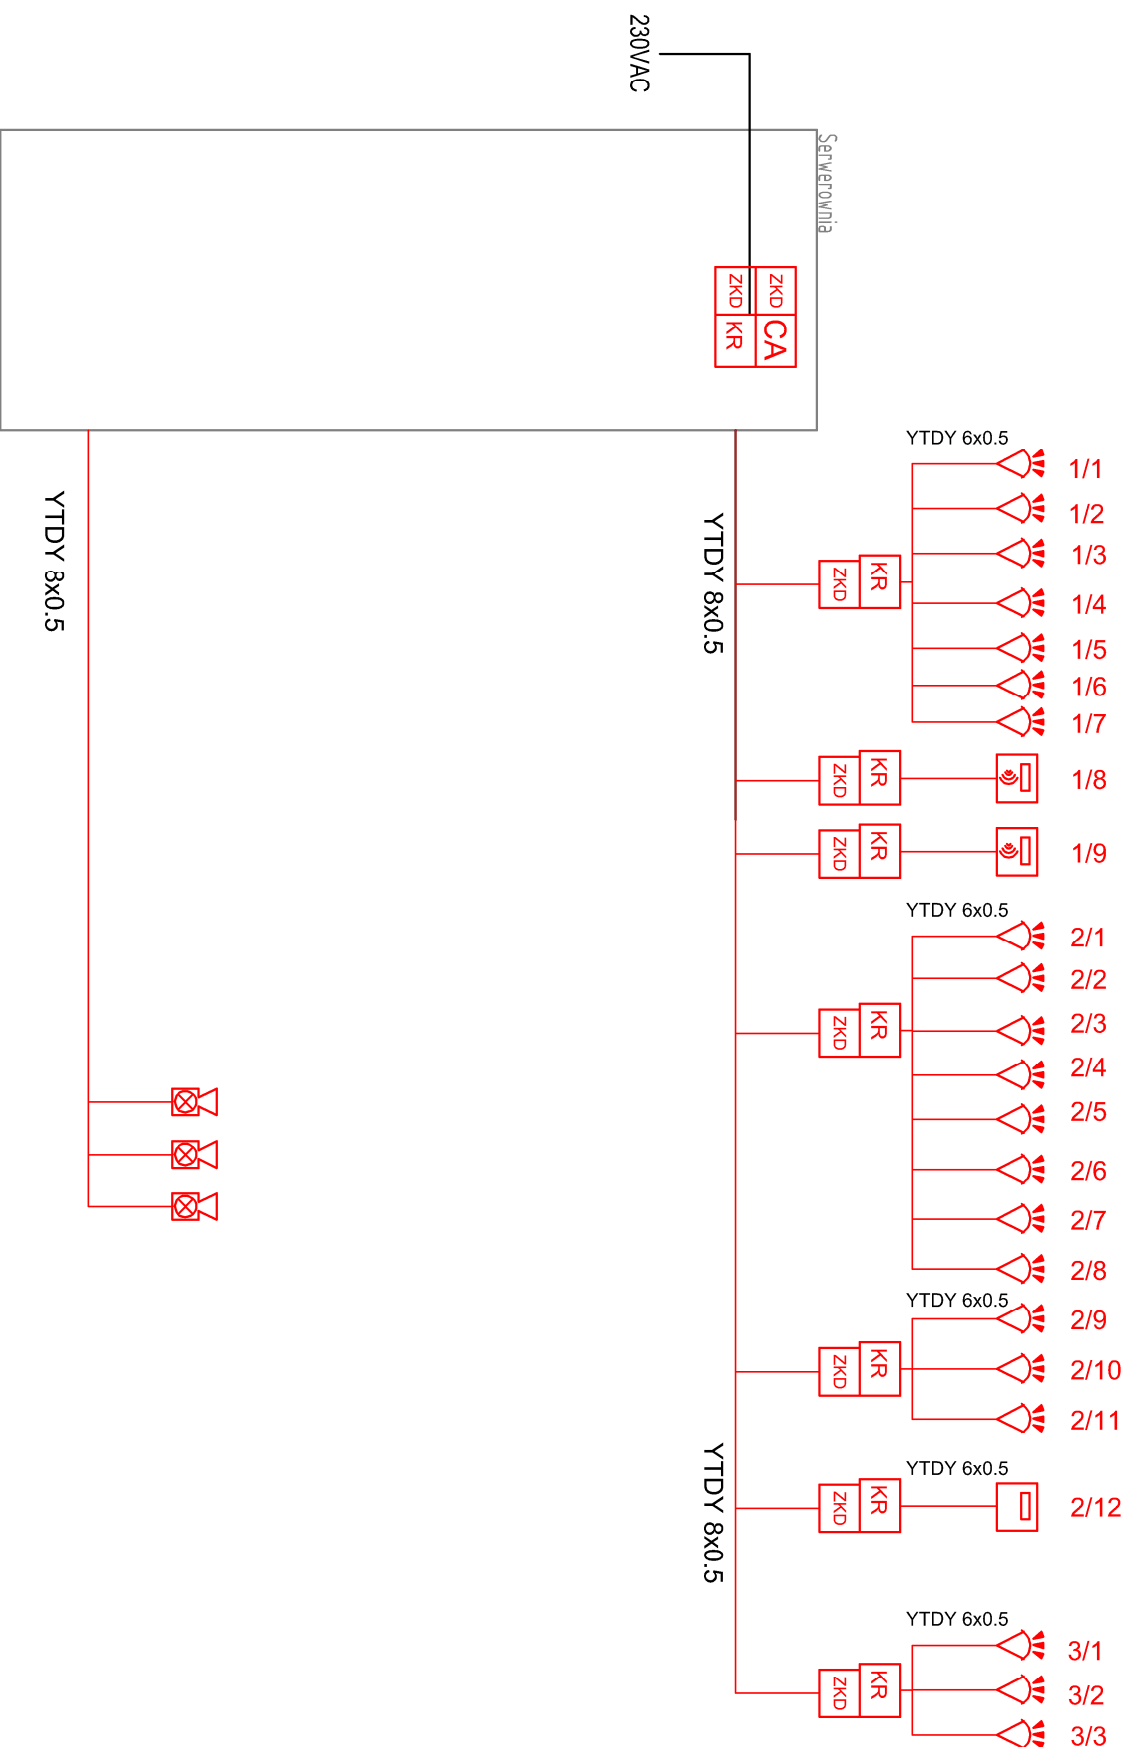 230VAC
Serwerownia
ZKD
ZKD
CA
KR
YTDY 6x0.5
1/1
1/2
1/3
1/4
1/5
1/6
1/7
KR
ZKD
YTDY 8x0.5
YTDY 8x0.5
KR
ZKD
1/8
KR
ZKD
1/9
YTDY 6x0.5
2/1
2/2
2/3
2/4
2/5
2/6
2/7
2/8
KR
ZKD
YTDY 6x0.5
2/9
2/10
2/11
KR
ZKD
YTDY 8x0.5
YTDY 6x0.5
2/12
KR
ZKD
YTDY 6x0.5
3/1
3/2
3/3
KR
ZKD